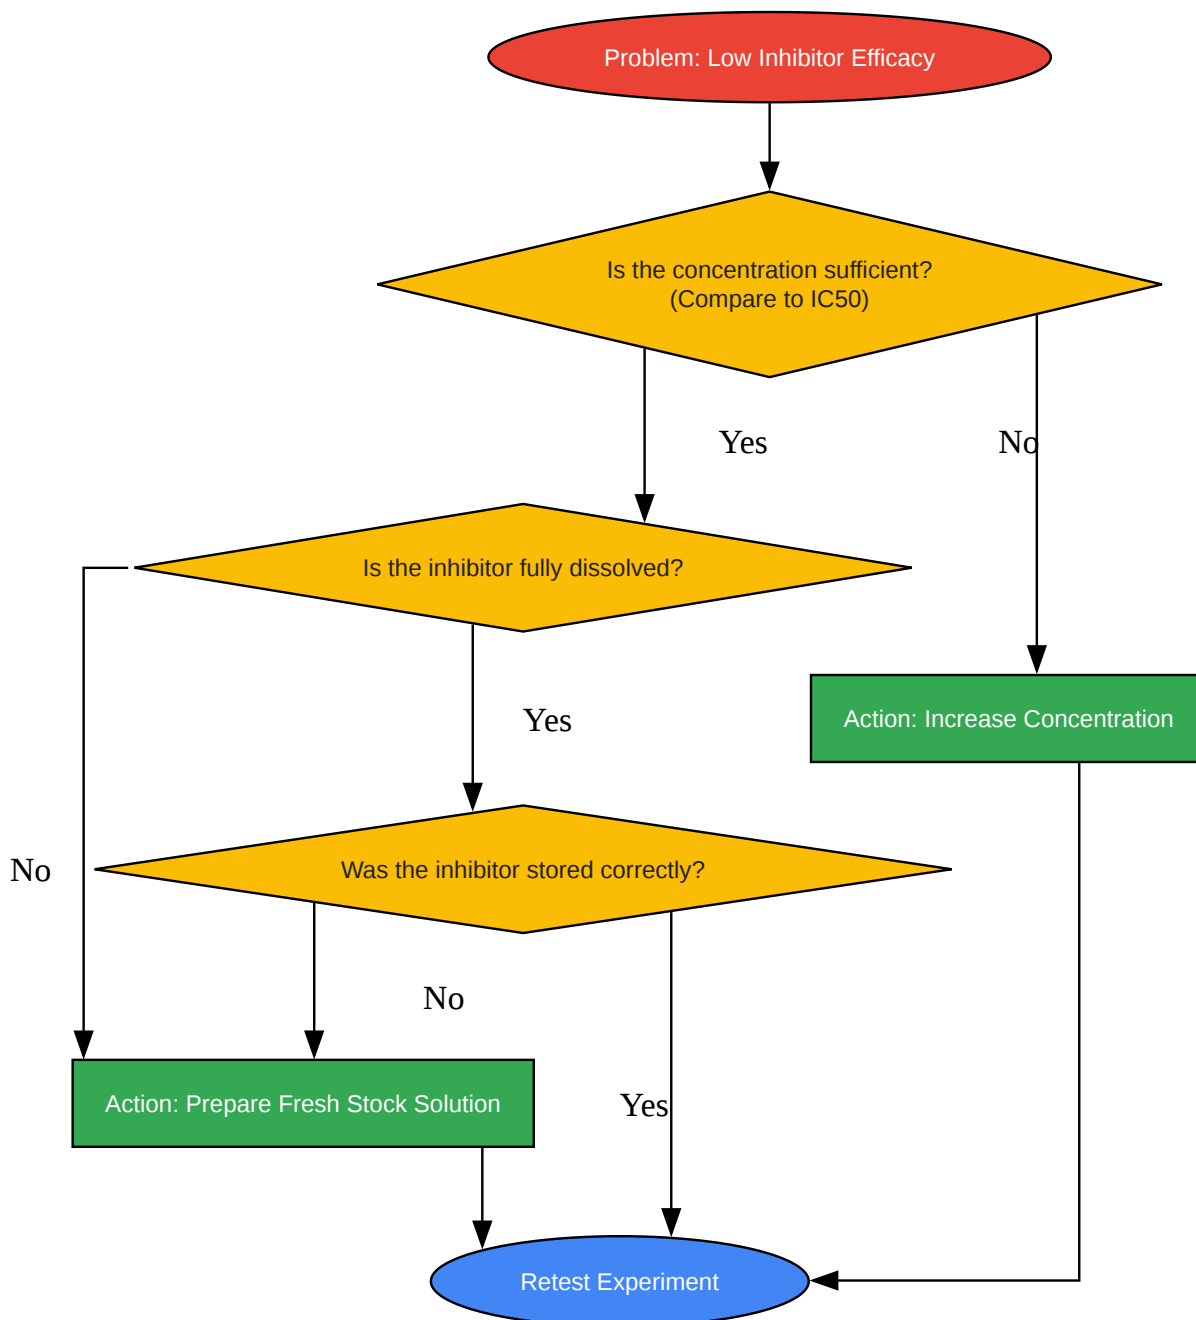 Problem: Low Inhibitor Efficacy
Is the concentration sufficient?
(Compare to IC50)
Yes
No
Is the inhibitor fully dissolved?
Yes
Action: Increase Concentration
No
Was the inhibitor stored correctly?
No
Yes
Action: Prepare Fresh Stock Solution
Retest Experiment